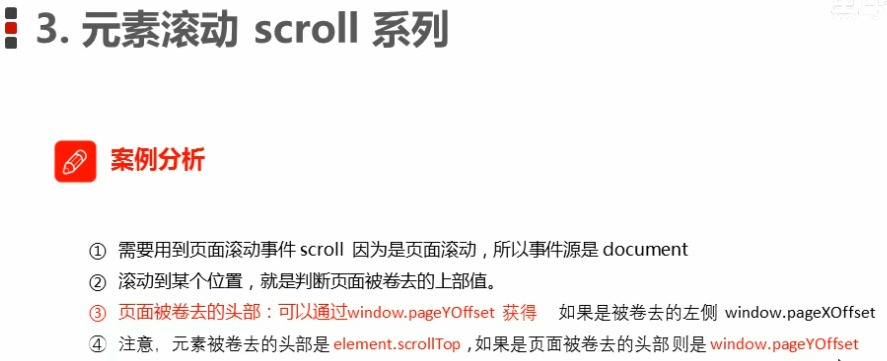 3. 元素滚动 scroll 系列
案例分析
① 需要用到页面滚动事件 scroll 因为是页面滚动，所以事件源是 document
② 滚动到某个位置，就是判断页面被卷去的上部值。
③ 页面被卷去的头部：可以通过window.pageYOffset 获得 如果是被卷去的左侧 window.pageXOffset
④ 注意，元素被卷去的头部是 element.scrollTop , 如果是页面被卷去的头部则是 window.pageYOffset